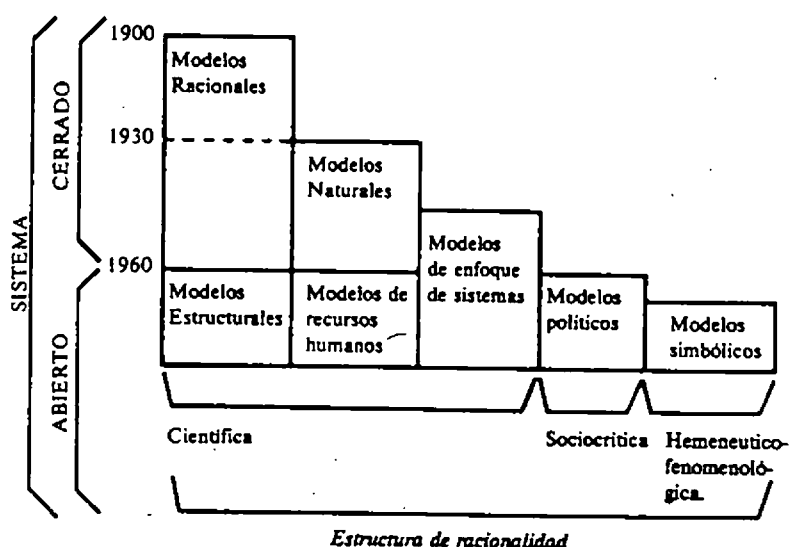 SISTEMA
CERRADO
ABIERTO
1900
1930
1960
Modelos
Racionales
Modelos
Naturales
Modelos
Estructurales
Modelos de
recursos
humanos
Modelos
de enfoque
de sistemas
Modelos
políticos
Modelos
simbólicos
Científica
Sociocrítica
Hemeneutico-
fenomenoló-
gica.
Estructura de racionalidad